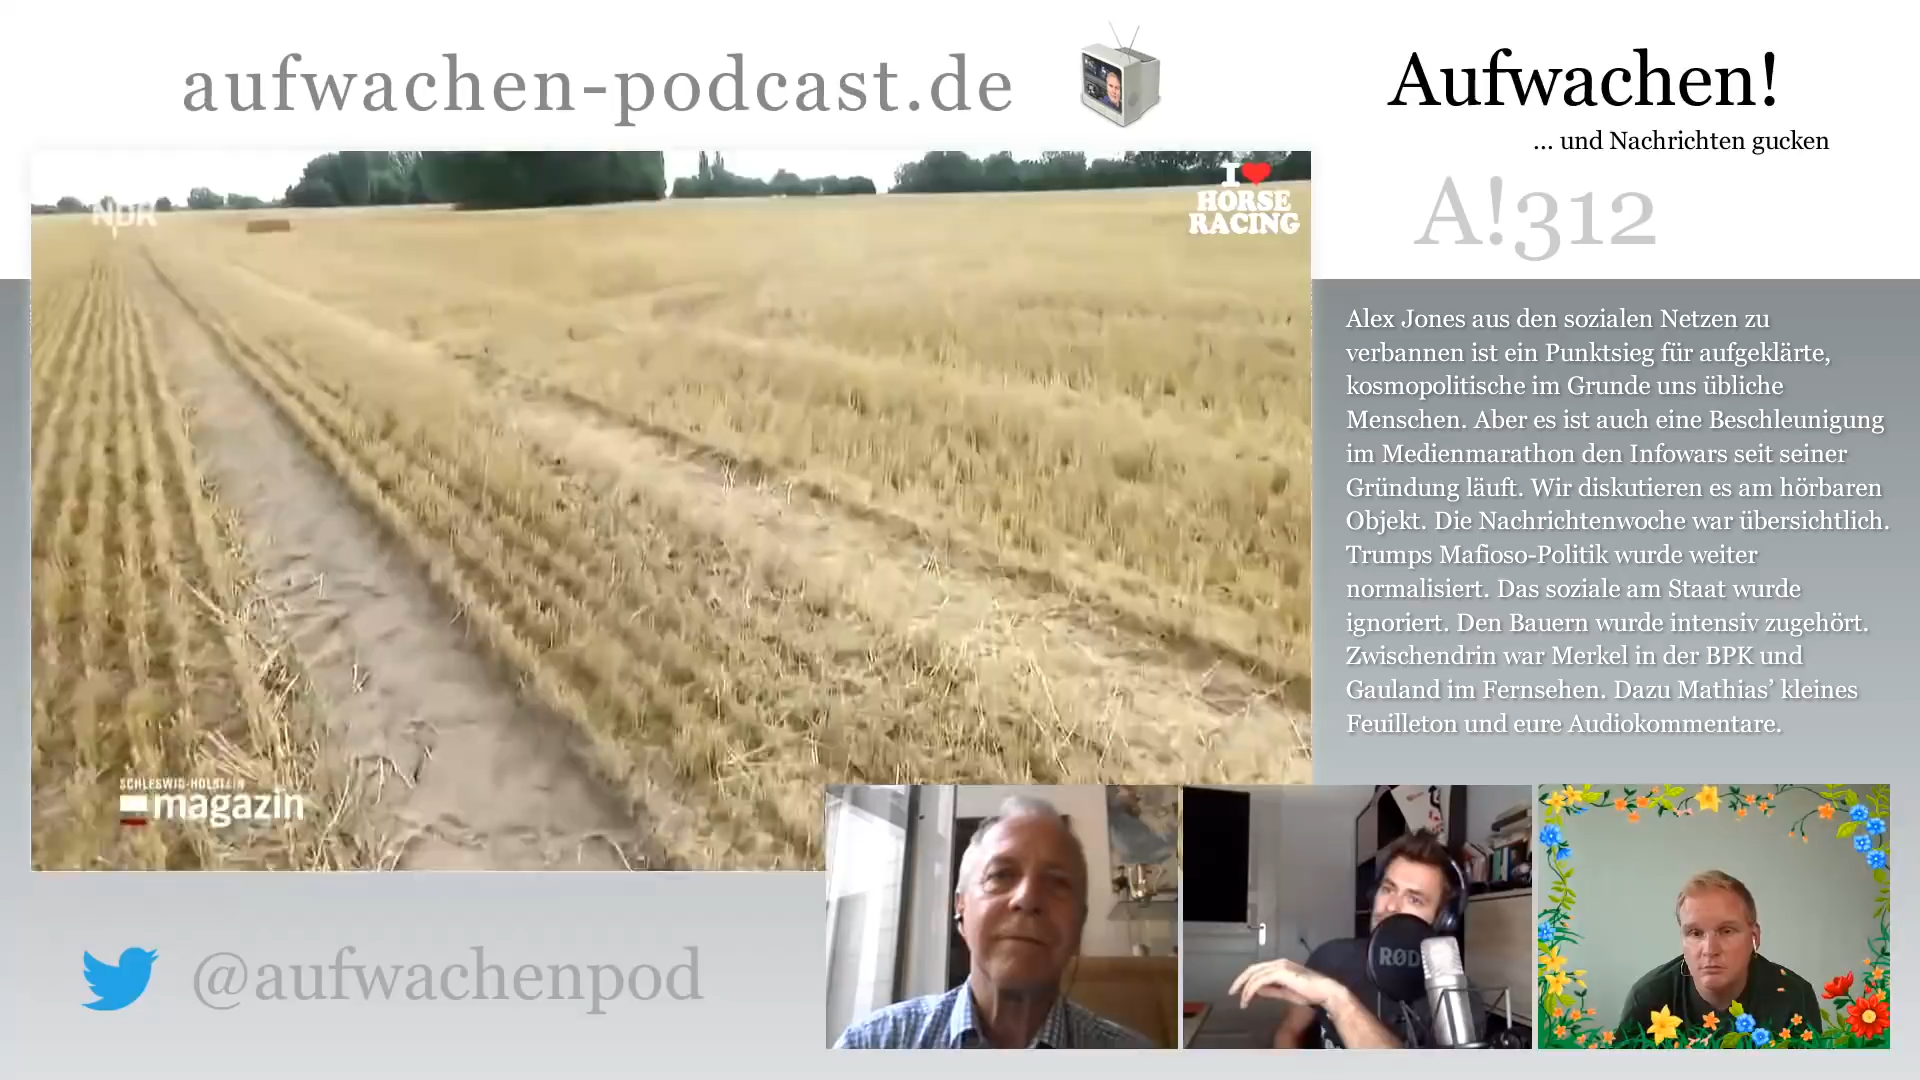 aufwachen-podcast.de
Aufwachen!
... und Nachrichten gucken
A!312
NDR
I
HORSE
RACING
Alex Jones aus den sozialen Netzen zu
verbannen ist ein Punktsieg für aufgeklärte,
kosmopolitische im Grunde uns übliche
Menschen. Aber es ist auch eine Beschleunigung
im Medienmarathon den Infowars seit seiner
Gründung läuft. Wir diskutieren es am hörbaren
Objekt. Die Nachrichtenwoche war übersichtlich.
Trumps Mafioso-Politik wurde weiter
normalisiert. Das soziale am Staat wurde
ignoriert. Den Bauern wurde intensiv zugehört.
Zwischendrin war Merkel in der BPK und
Gauland im Fernsehen. Dazu Mathias’ kleines
Feuilleton und eure Audiokommentare.
SCHLESWIG-HOLSTEIN
magazin
RØD
@aufwachenpod